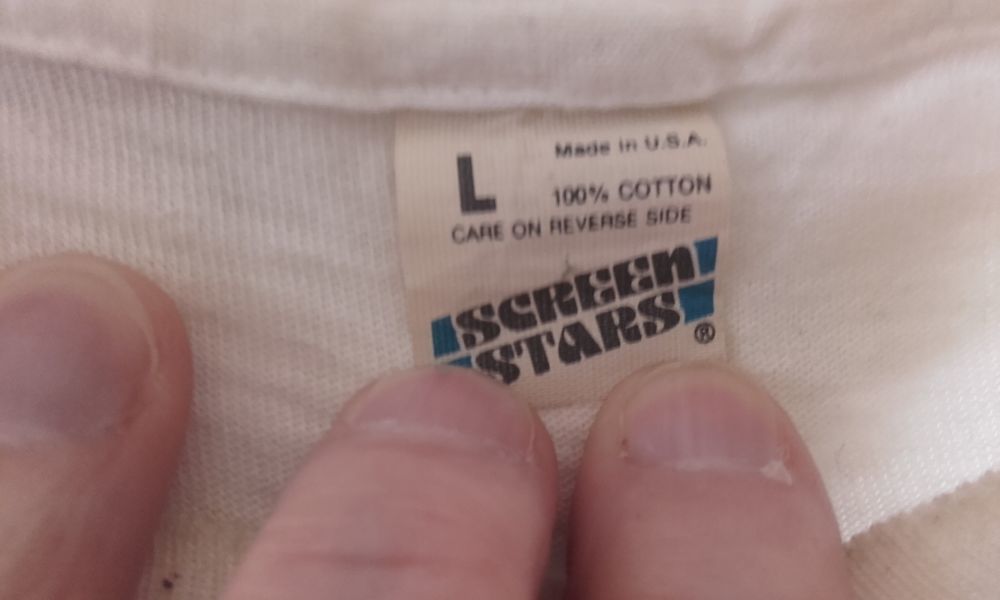 L
Made in U.S.A.
100% COTTON
CARE ON REVERSE SIDE
SCREEN
STARS ®